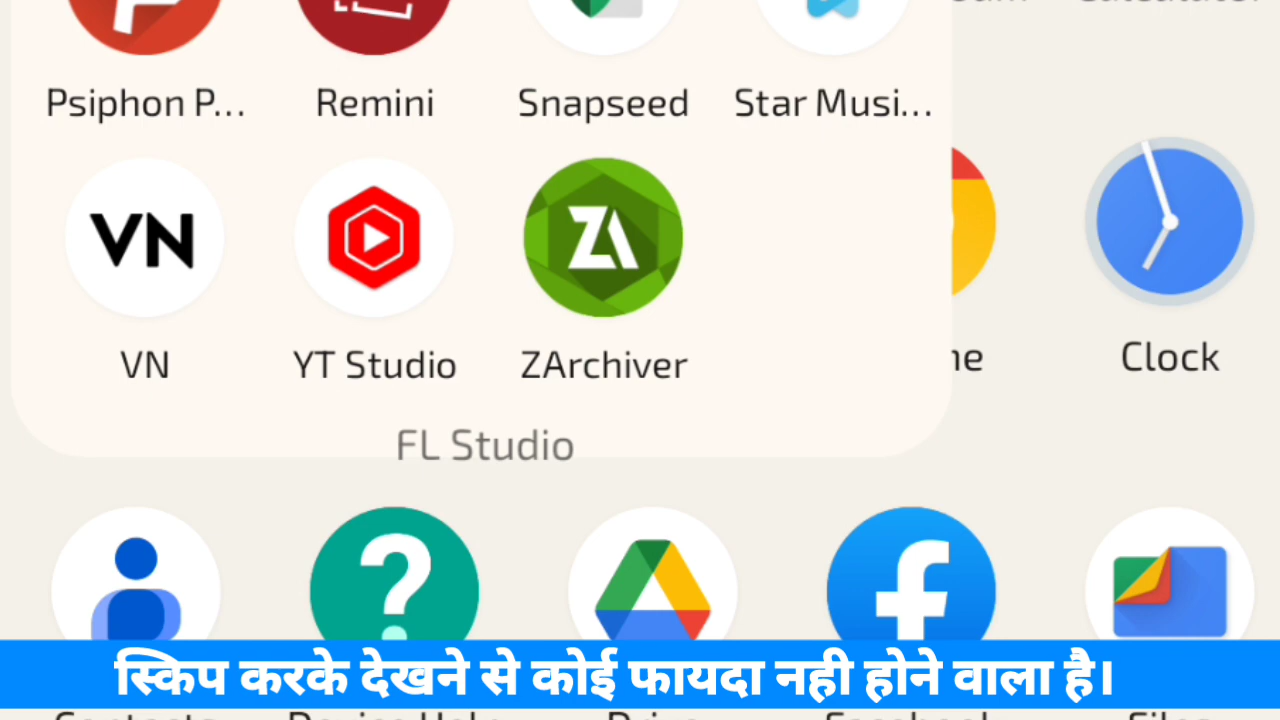 Psiphon P... Remini Snapseed Star Musi...
VN
VN YT Studio ZArchiver Clock
FL Studio
स्किप करके देखने से कोई फायदा नही होने वाला है।